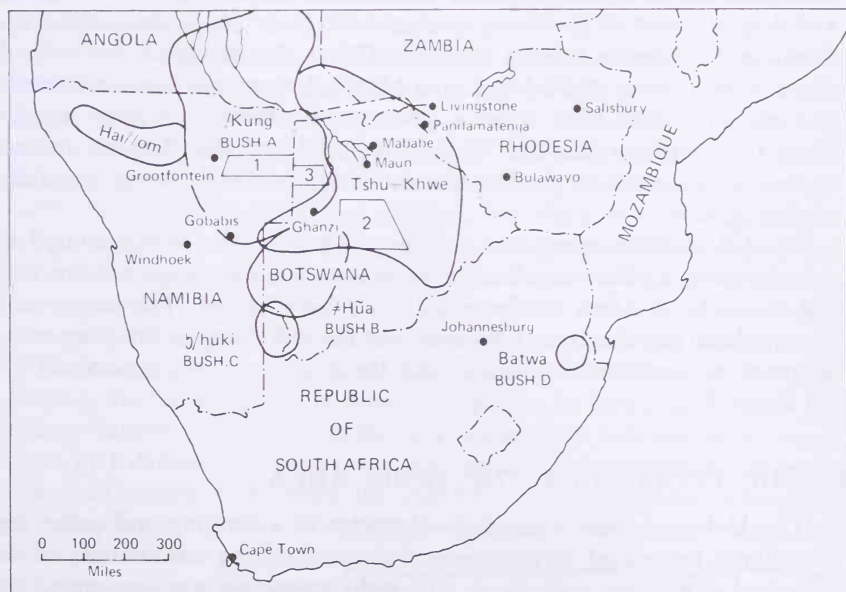 ANGOLA
ZAMBIA
Livingstone
Pandamatenga
Salisbury
/Kung
BUSH A
Hai//om
Mababe
RHODESIA
MOZAMBIQUE
Maun
Grootfontein
1
3
Tshu–Khwe
Bulawayo
Gobabis
Ghanzi
2
Windhoek
BOTSWANA
NAMIBIA
≠Hũa
BUSH B
Johannesburg
ŋ/huki
BUSH.C
Batwa
BUSH D
REPUBLIC
OF
SOUTH AFRICA
Cape Town
0 100 200 300
Miles